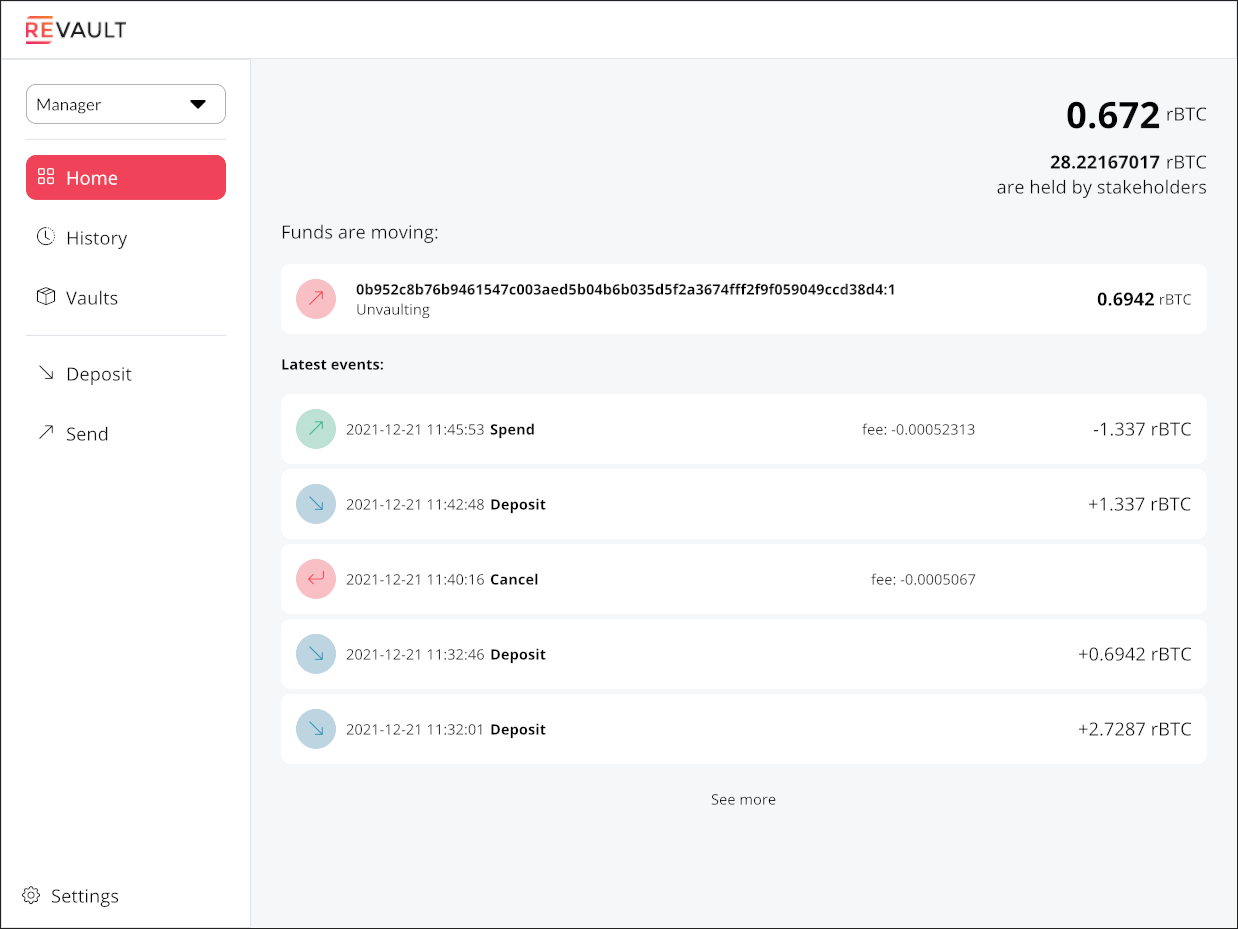 REVAULT
Manager
Home
History
Vaults
Deposit
Send
Settings
0.672 rBTC
28.22167017 rBTC
are held by stakeholders
Funds are moving:
0b952c8b76b9461547c003aed5b04b6b035d5f2a3674fff2f9f059049ccd38d4:1
Unvaulting
0.6942 rBTC
Latest events:
2021-12-21 11:45:53 Spend fee: -0.00052313 -1.337 rBTC
2021-12-21 11:42:48 Deposit +1.337 rBTC
2021-12-21 11:40:16 Cancel fee: -0.0005067
2021-12-21 11:32:46 Deposit +0.6942 rBTC
2021-12-21 11:32:01 Deposit +2.7287 rBTC
See more